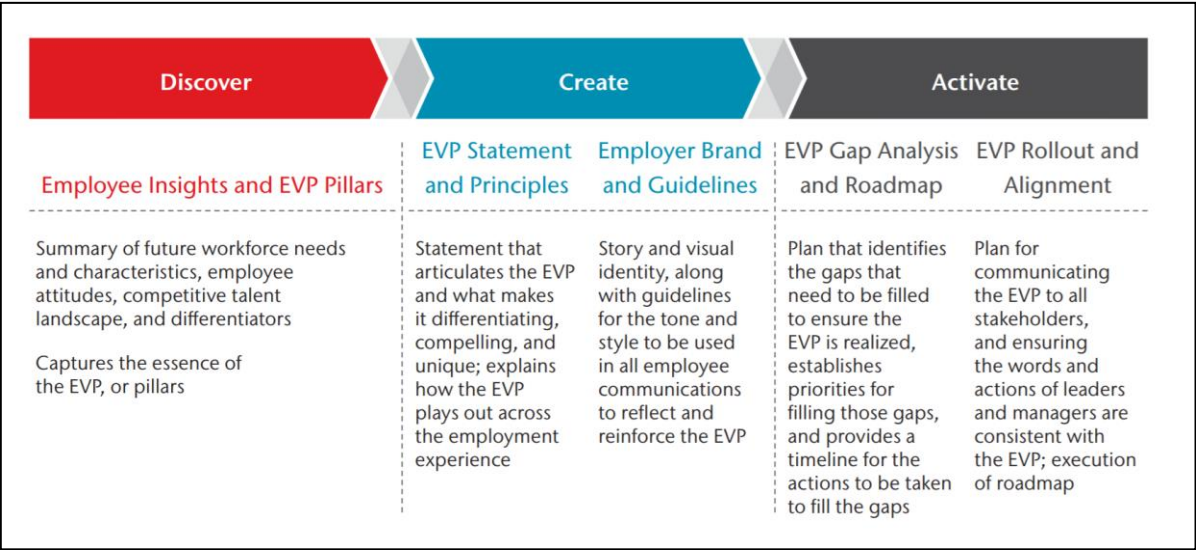 Discover
Create
Activate
Employee Insights and EVP Pillars
Summary of future workforce needs
and characteristics, employee
attitudes, competitive talent
landscape, and differentiators
Captures the essence of
the EVP, or pillars
EVP Statement
and Principles
Statement that
articulates the EVP
and what makes
it differentiating,
compelling, and
unique; explains
how the EVP
plays out across
the employment
experience
Employer Brand
and Guidelines
Story and visual
identity, along
with guidelines
for the tone and
style to be used
in all employee
communications
to reflect and
reinforce the EVP
EVP Gap Analysis
and Roadmap
Plan that identifies
the gaps that
need to be filled
to ensure the
EVP is realized,
establishes
priorities for
filling those gaps,
and provides a
timeline for the
actions to be taken
to fill the gaps
EVP Rollout and
Alignment
Plan for
communicating
the EVP to all
stakeholders,
and ensuring
the words and
actions of leaders
and managers are
consistent with
the EVP; execution
of roadmap